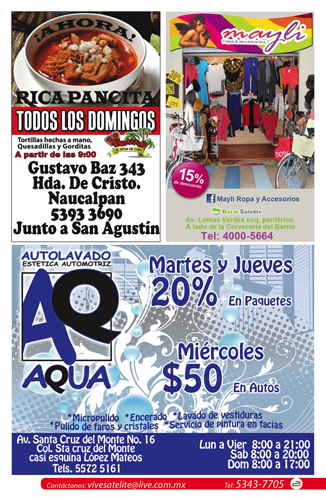 ¡AHORA!
RICA PANCITA
TODOS LOS DOMINGOS
Tortillas hechas a mano,
Quesadillas y Gorditas
A partir de las 9:00
Gustavo Baz 343
Hda. De Cristo.
Naucalpan
5393 3690
Junto a San Agustín
mayli
ropa & accesorios
15%
de descuento
50%
Mayli Ropa y Accesorios
Bazar Satelite
Av. Lomas Verdes esq. periférico.
A lado de la Cervecería del Barrio
Tel: 4000-5664
AUTOLAVADO
ESTETICA AUTOMOTRIZ
AQ
AQUA
Martes y Jueves
20% En Paquetes
Miércoles
$50 En Autos
*Micropulido *Encerado *Lavado de vestiduras
*Pulido de faros y cristales *Servicio de pintura en facias
Av. Santa Cruz del Monte No. 16
Col. Sta cruz del Monte
casi esquina López Mateos
Tels. 5572 5161
Lun a Vier 8:00 a 21:00
Sab 8:00 a 20:00
Dom 8:00 a 17:00
Contáctanos: vivesatelite@live.com.mx
Tel: 5343-7705